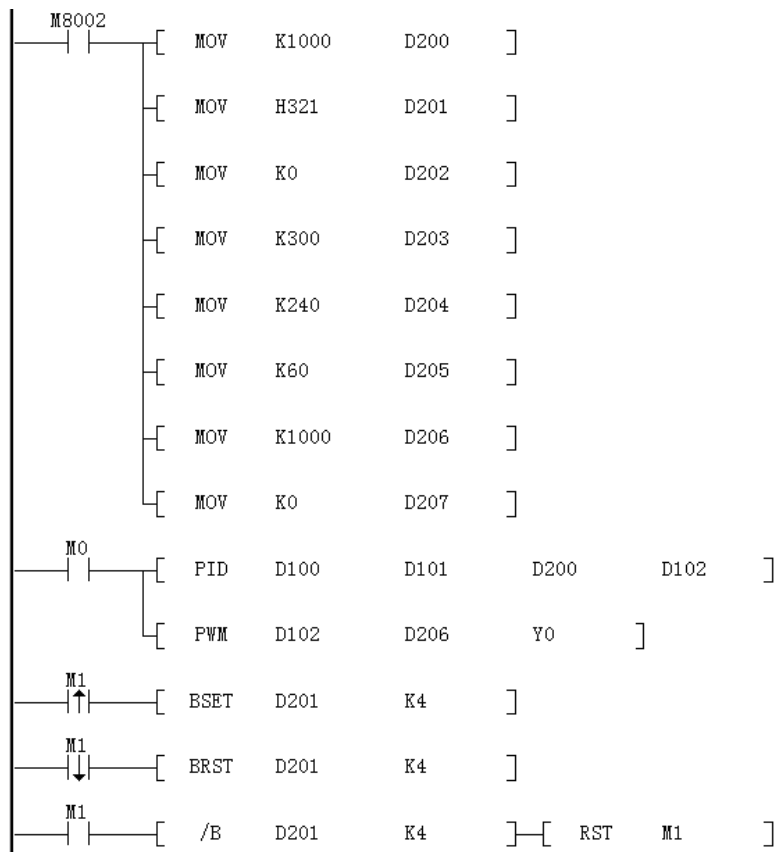 M8002
MOV K1000 D200
MOV H321 D201
MOV K0 D202
MOV K300 D203
MOV K240 D204
MOV K60 D205
MOV K1000 D206
MOV K0 D207
M0
PID D100 D101 D200 D102
PWM D102 D206 Y0
M1
BSET D201 K4
M1
BRST D201 K4
M1
/B D201 K4 RST M1